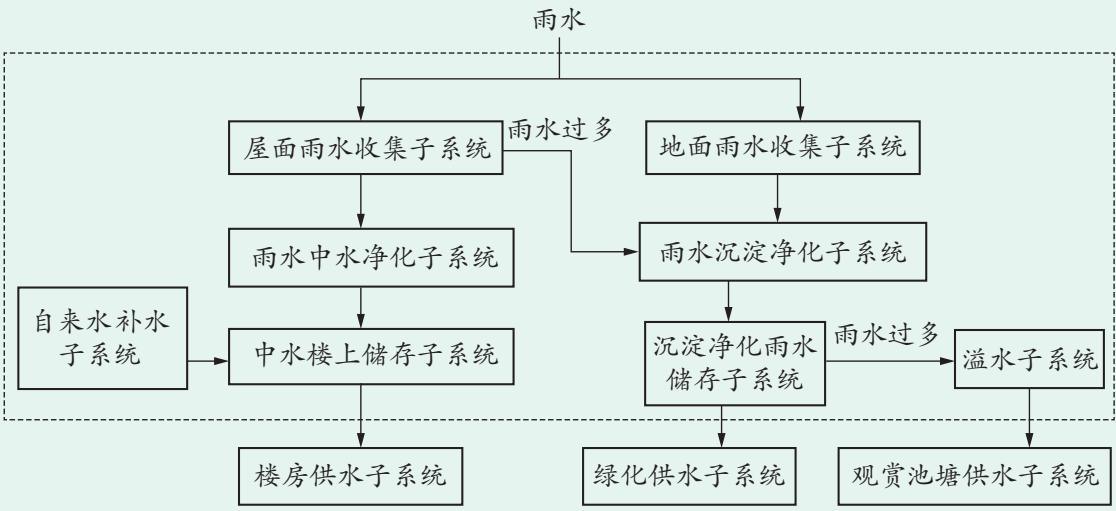 雨水
屋面雨水收集子系统
雨水过多
地面雨水收集子系统
雨水中水净化子系统
雨水沉淀净化子系统
自来水补水
子系统
中水楼上储存子系统
沉淀净化雨水
储存子系统
雨水过多
溢水子系统
楼房供水子系统
绿化供水子系统
观赏池塘供水子系统